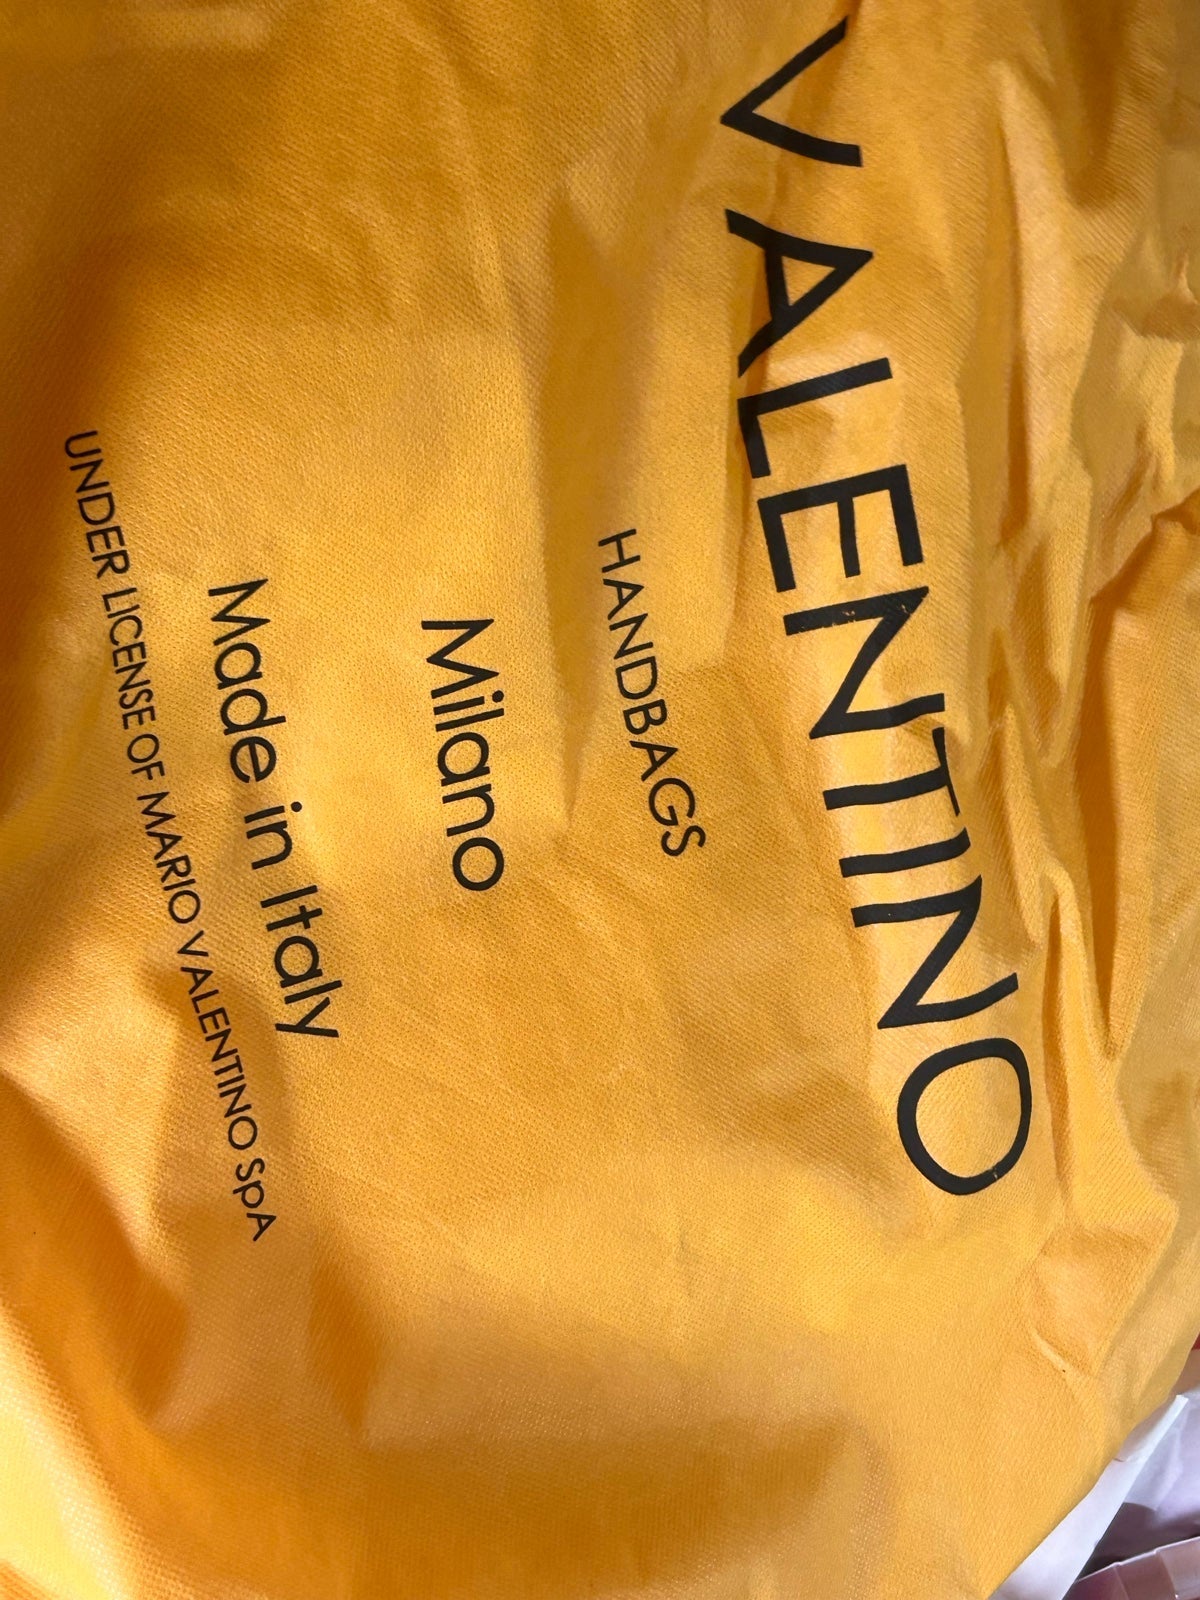 VALENTINO
HANDBAGS
Milano
Made in Italy
UNDER LICENSE OF MARIO VALENTINO SpA